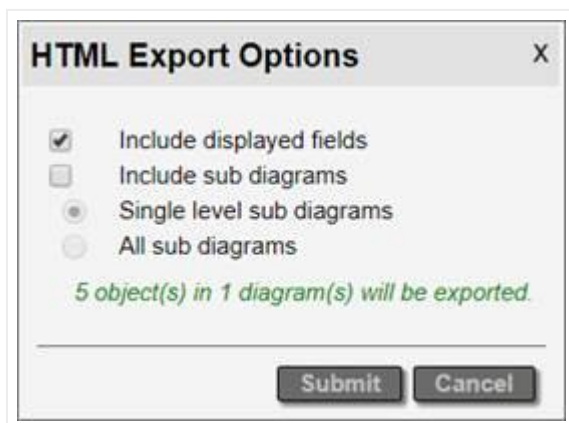 HTML Export Options X
Include displayed fields
Include sub diagrams
Single level sub diagrams
All sub diagrams
5 object(s) in 1 diagram(s) will be exported.
Submit Cancel